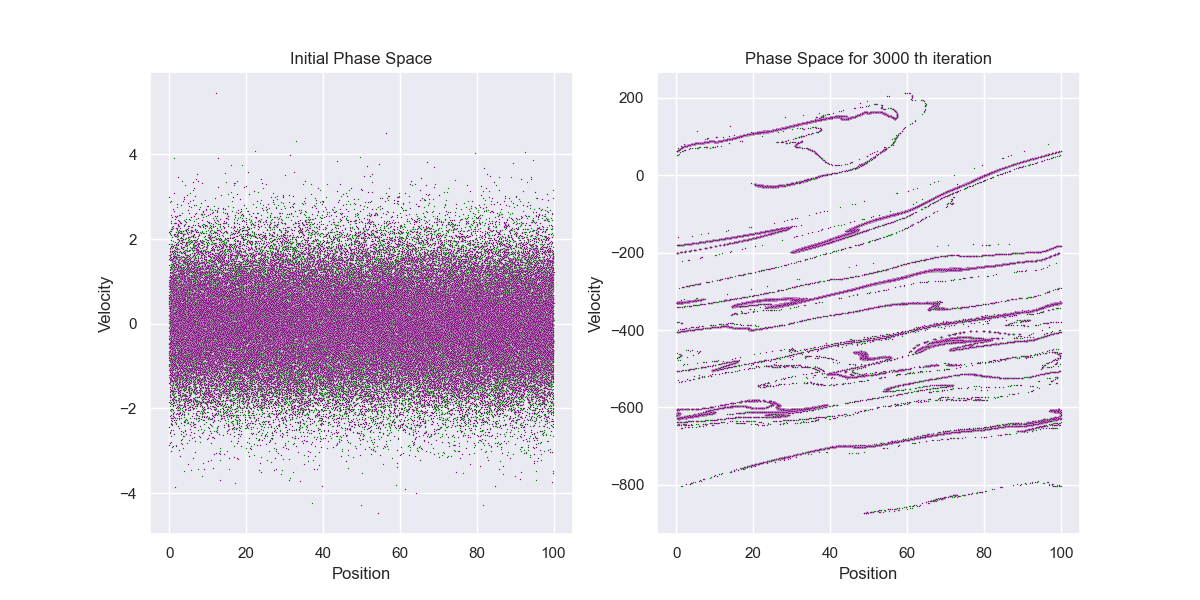 Initial Phase Space
Velocity
4
2
0
−2
−4
0 20 40 60 80 100
Position
Phase Space for 3000 th iteration
Velocity
200
0
−200
−400
−600
−800
0 20 40 60 80 100
Position